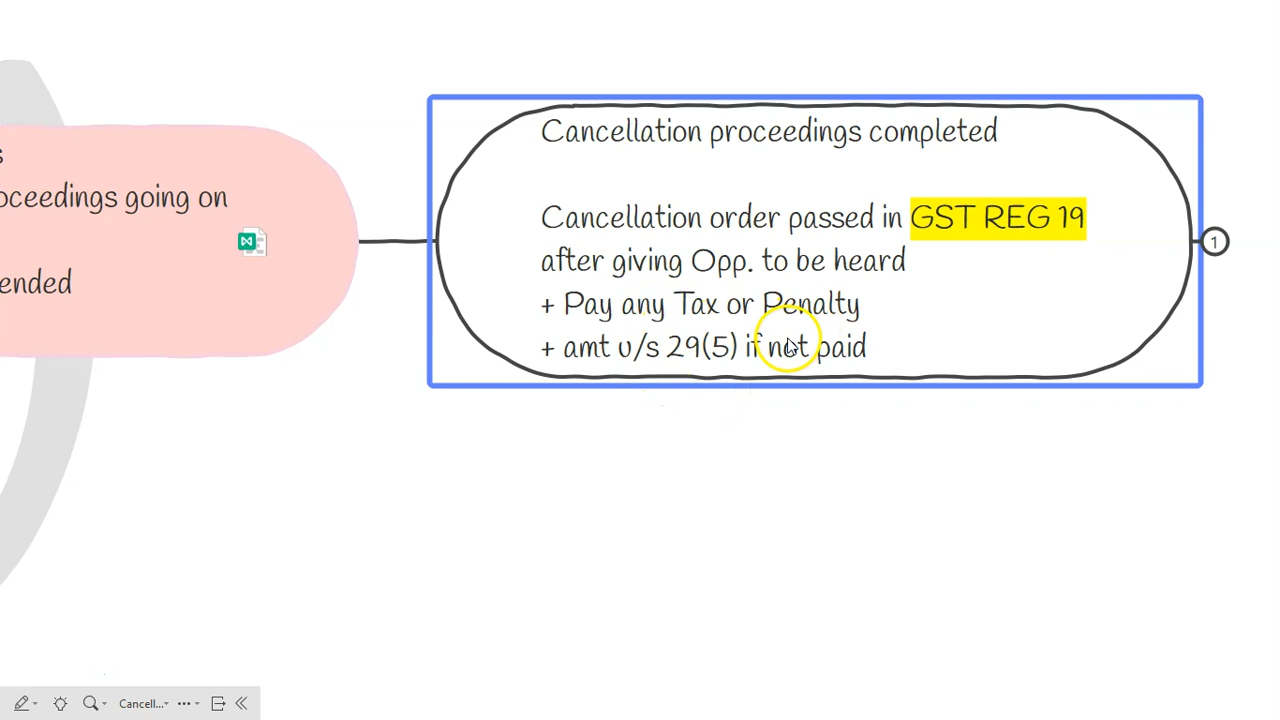 s
oceedings going on
ended
Cancellation proceedings completed
Cancellation order passed in GST REG 19
after giving Opp. to be heard
+ Pay any Tax or Penalty
+ amt u/s 29(5) if not paid
1
Cancell...